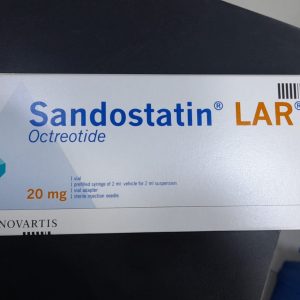 Sandostatin® LAR®
Octreotide
20 mg
1 vial
1 prefilled syringe of 2 ml vehicle for 2 ml suspension
1 vial adapter
1 sterile injection needle
NOVARTIS